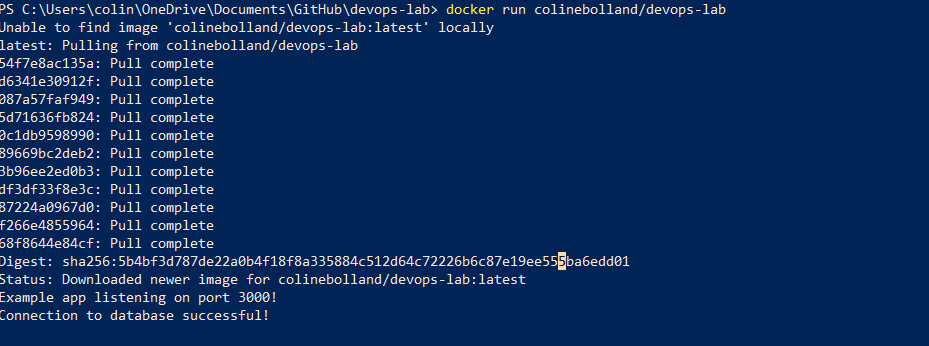 PS C:\Users\colin\OneDrive\Documents\GitHub\devops-lab> docker run colinebolland/devops-lab
Unable to find image 'colinebolland/devops-lab:latest' locally
latest: Pulling from colinebolland/devops-lab
54f7e8ac135a: Pull complete
d6341e30912f: Pull complete
087a57faf949: Pull complete
5d71636fb824: Pull complete
0c1db9598990: Pull complete
89669bc2deb2: Pull complete
3b96ee2ed0b3: Pull complete
df3df33f8e3c: Pull complete
87224a0967d0: Pull complete
f266e4855964: Pull complete
68f8644e84cf: Pull complete
Digest: sha256:5b4bf3d787de22a0b4f18f8a335884c512d64c72226b6c87e19ee555ba6edd01
Status: Downloaded newer image for colinebolland/devops-lab:latest
Example app listening on port 3000!
Connection to database successful!